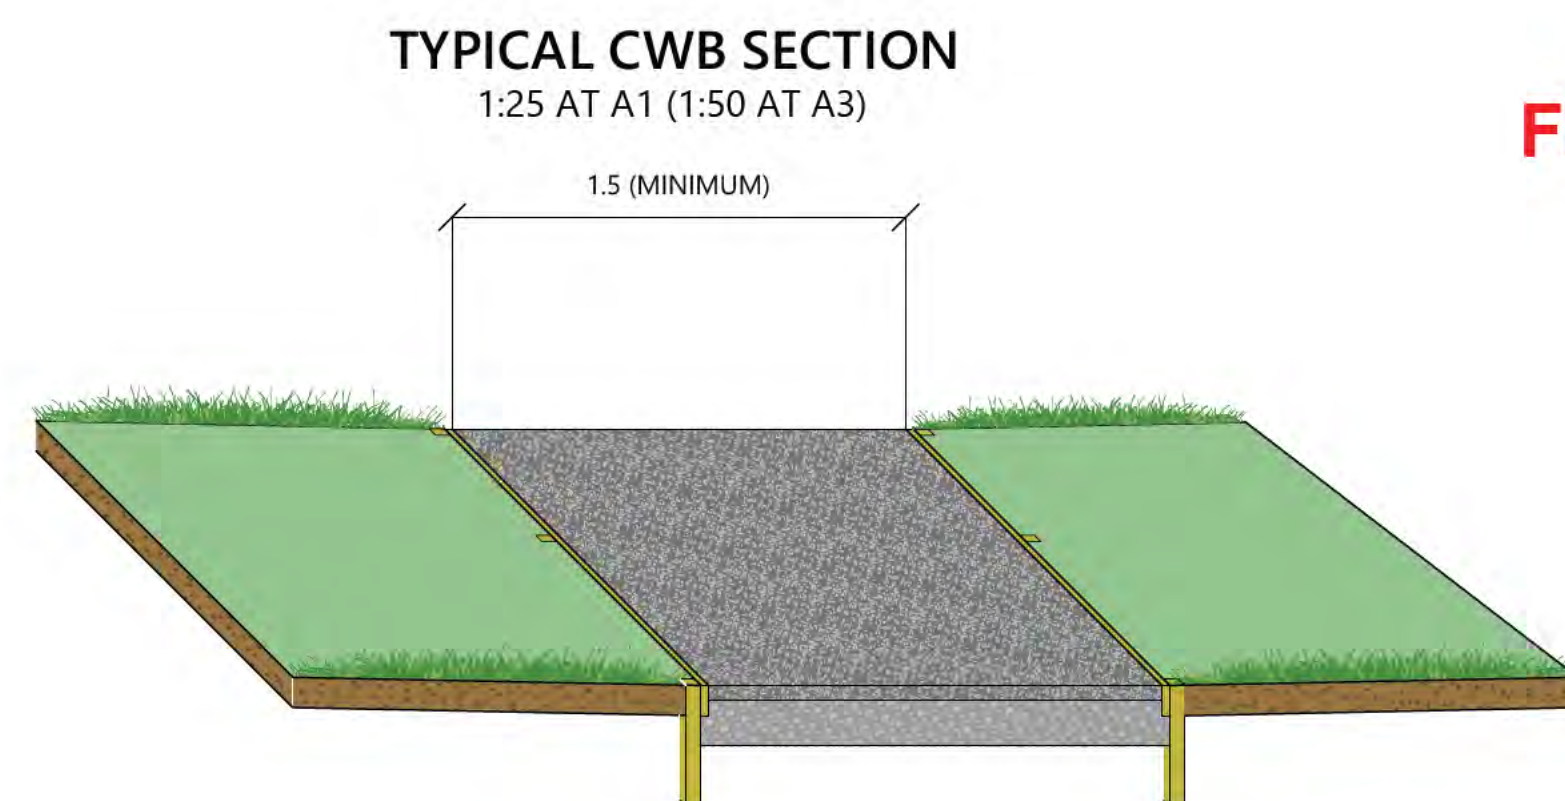 TYPICAL CWB SECTION
1:25 AT A1 (1:50 AT A3)
1.5 (MINIMUM)